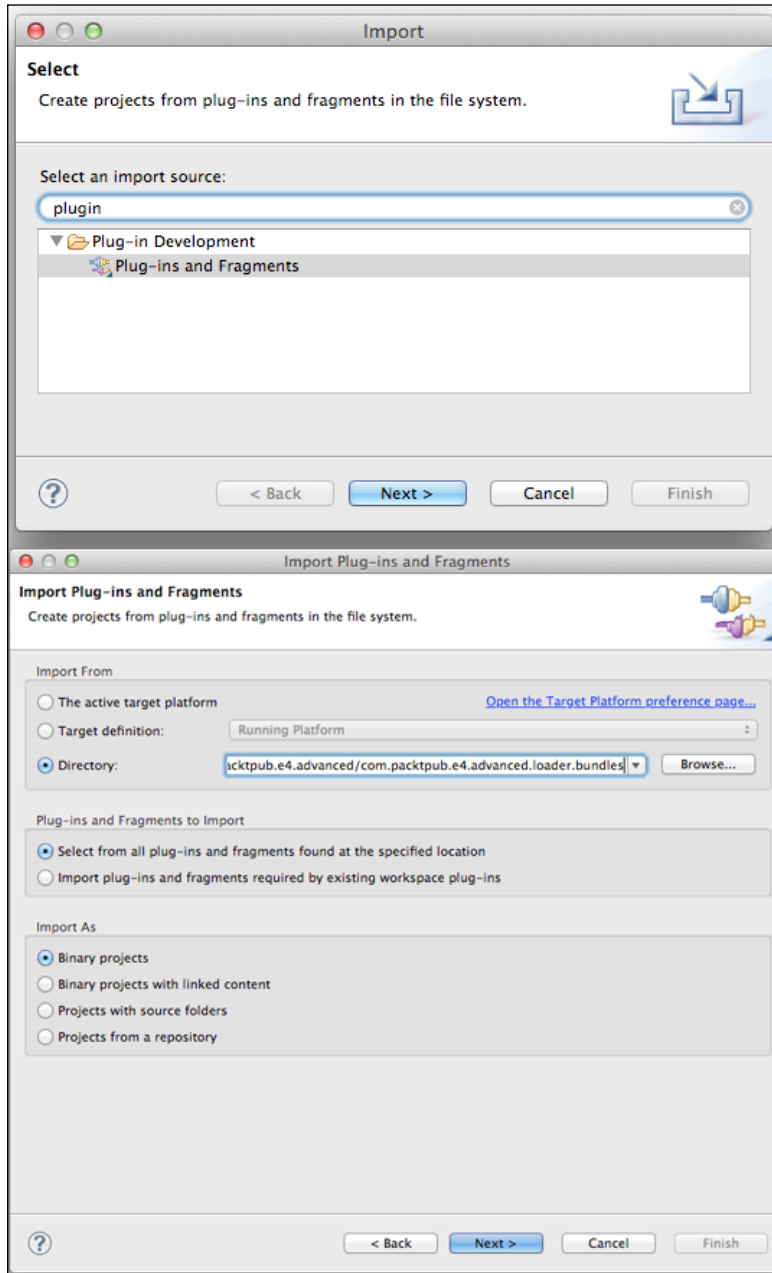 Import
Select
Create projects from plug-ins and fragments in the file system.
Select an import source:
plugin
Plug-in Development
Plug-ins and Fragments
?
< Back Next > Cancel Finish
Import Plug-ins and Fragments
Import Plug-ins and Fragments
Create projects from plug-ins and fragments in the file system.
Import From
The active target platform Open the Target Platform preference page...
Target definition: Running Platform
Directory: acktpub.e4.advanced/com.packtpub.e4.advanced.loader.bundles Browse...
Plug-ins and Fragments to Import
Select from all plug-ins and fragments found at the specified location
Import plug-ins and fragments required by existing workspace plug-ins
Import As
Binary projects
Binary projects with linked content
Projects with source folders
Projects from a repository
?
< Back Next > Cancel Finish